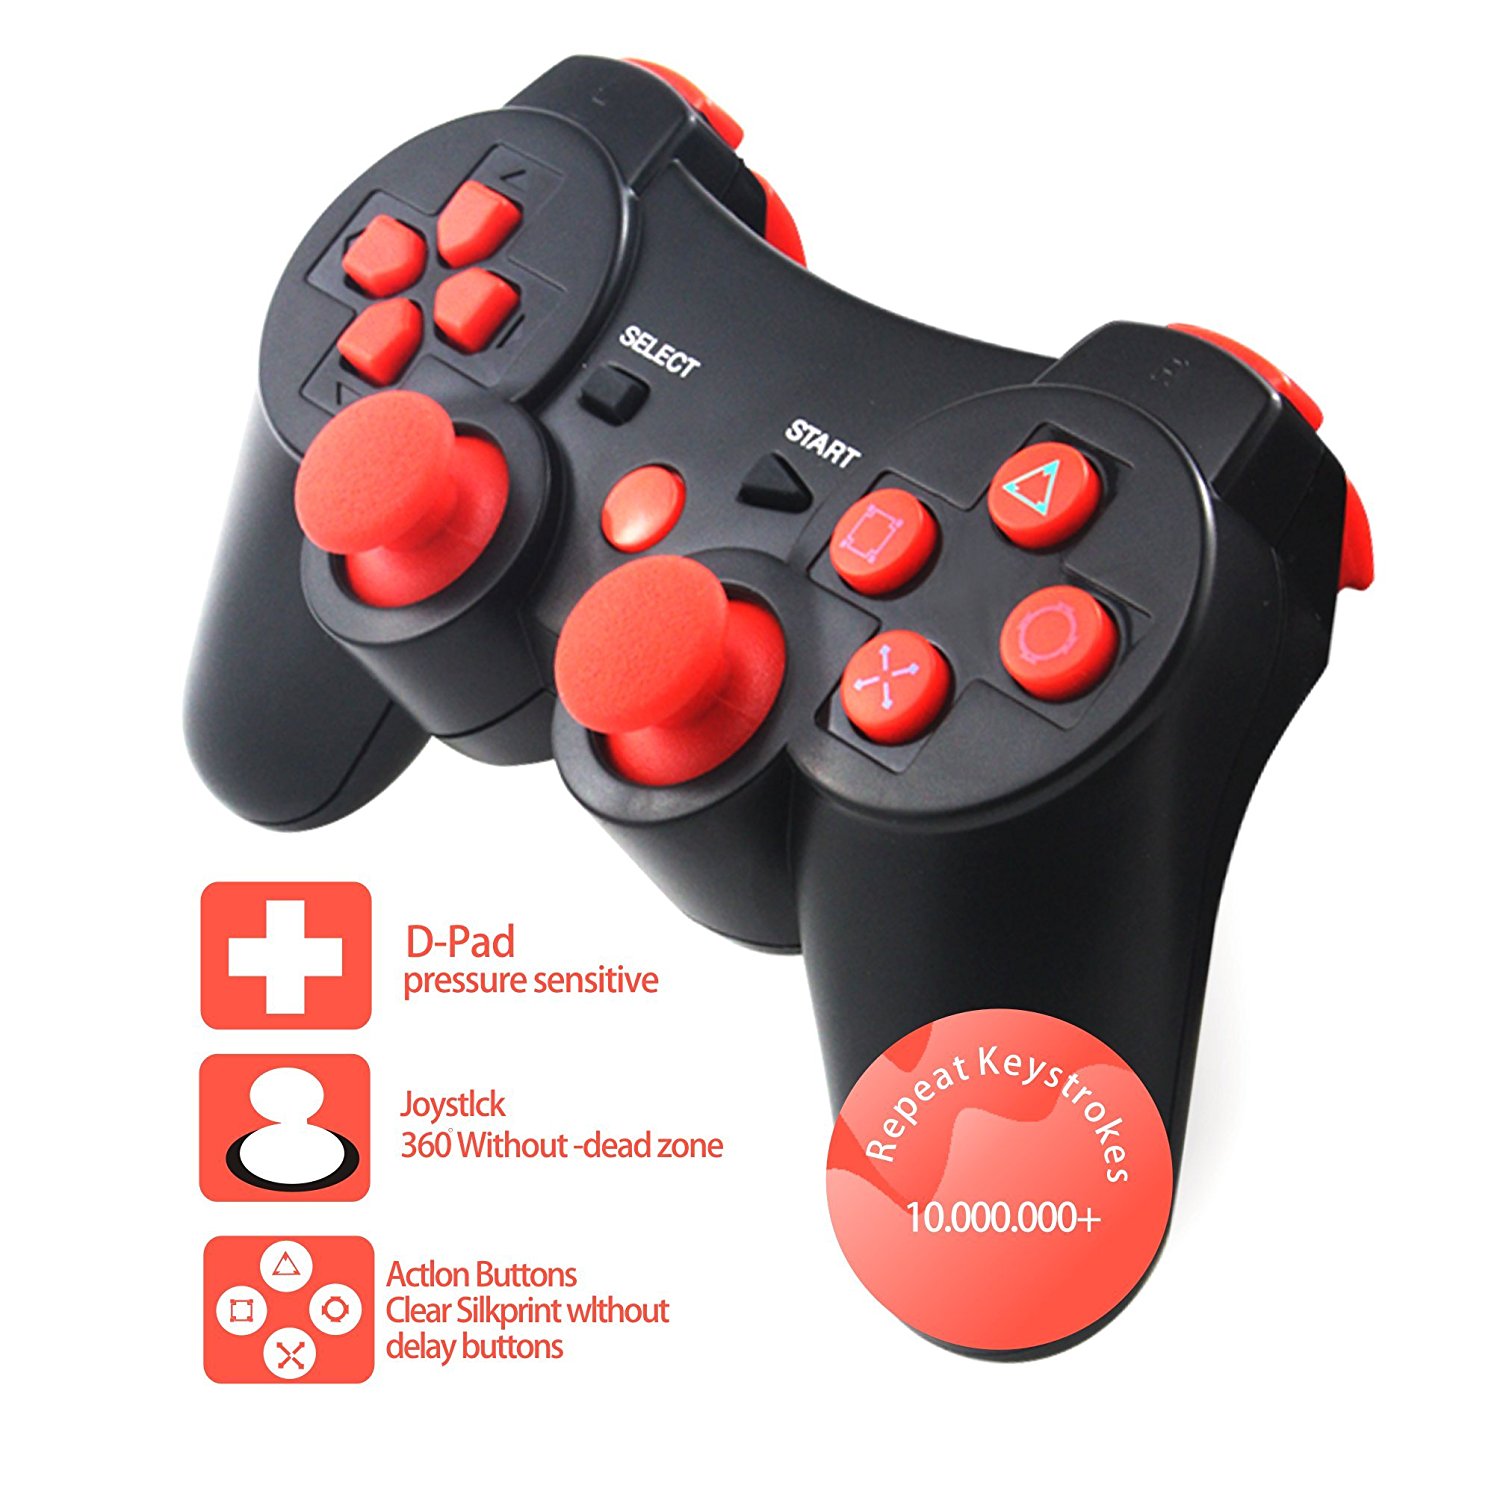 SELECT
START
D-Pad
pressure sensitive
Joystlck
360° Without -dead zone
Actlon Buttons
Clear Silkprint wlthout
delay buttons
Repeat Keystrokes
10.000.000+